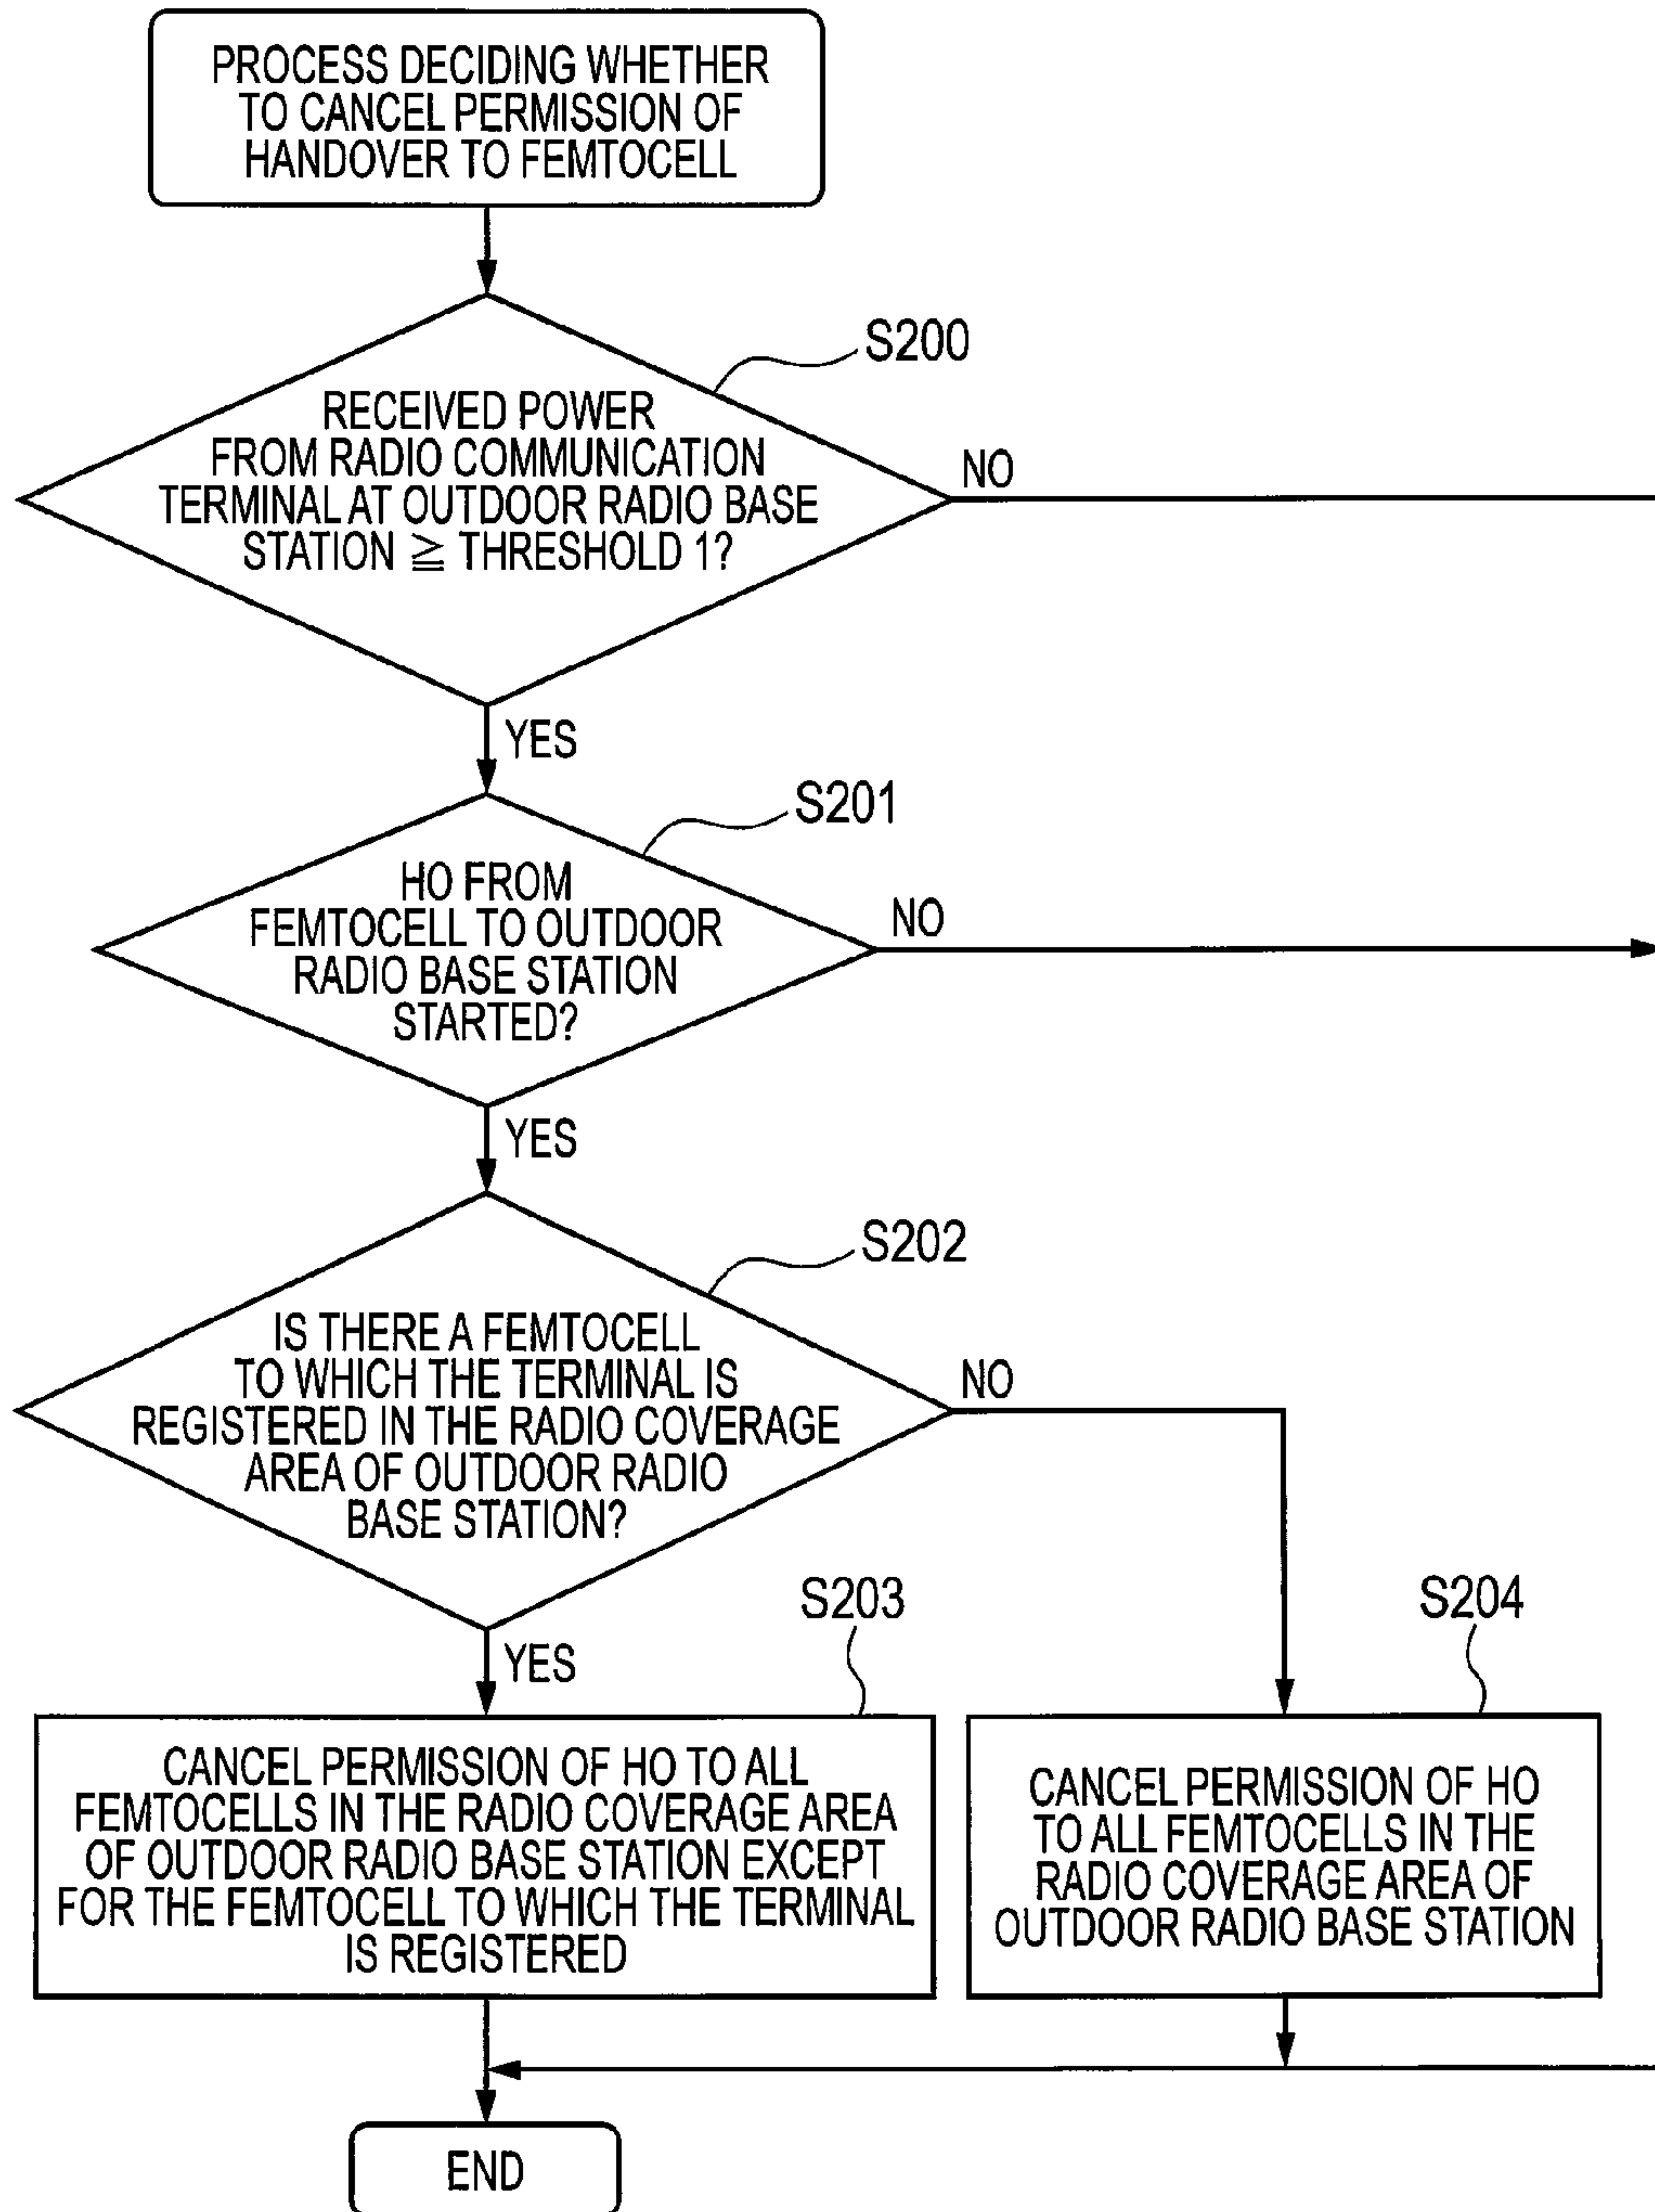 PROCESS DECIDING WHETHER
TO CANCEL PERMISSION OF
HANDOVER TO FEMTOCELL
S200
RECEIVED POWER
FROM RADIO COMMUNICATION
TERMINAL AT OUTDOOR RADIO BASE
STATION ≧ THRESHOLD 1?
NO
YES
S201
HO FROM
FEMTOCELL TO OUTDOOR
RADIO BASE STATION
STARTED?
NO
YES
S202
IS THERE A FEMTOCELL
TO WHICH THE TERMINAL IS
REGISTERED IN THE RADIO COVERAGE
AREA OF OUTDOOR RADIO
BASE STATION?
NO
YES
S203
CANCEL PERMISSION OF HO TO ALL
FEMTOCELLS IN THE RADIO COVERAGE AREA
OF OUTDOOR RADIO BASE STATION EXCEPT
FOR THE FEMTOCELL TO WHICH THE TERMINAL
IS REGISTERED
S204
CANCEL PERMISSION OF HO
TO ALL FEMTOCELLS IN THE
RADIO COVERAGE AREA OF
OUTDOOR RADIO BASE STATION
END